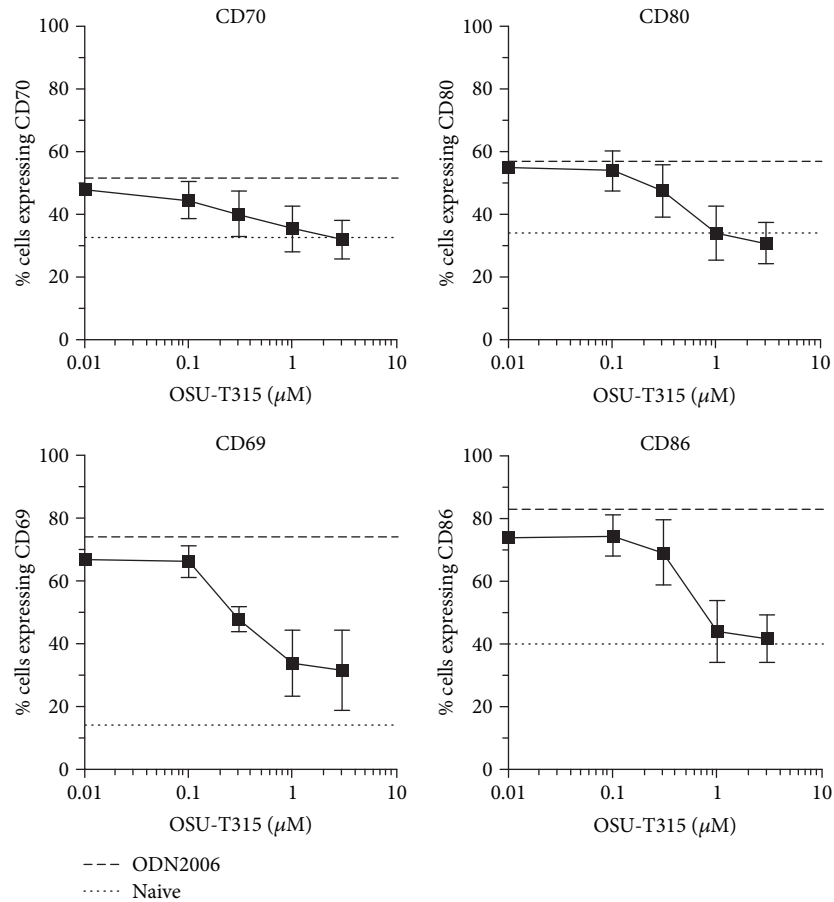 CD70
% cells expressing CD70
100
80
60
40
20
0
0.01 0.1 1 10
OSU-T315 (μM)
CD80
% cells expressing CD80
100
80
60
40
20
0
0.01 0.1 1 10
OSU-T315 (μM)
CD69
% cells expressing CD69
100
80
60
40
20
0
0.01 0.1 1 10
OSU-T315 (μM)
CD86
% cells expressing CD86
100
80
60
40
20
0
0.01 0.1 1 10
OSU-T315 (μM)
ODN2006
Naive